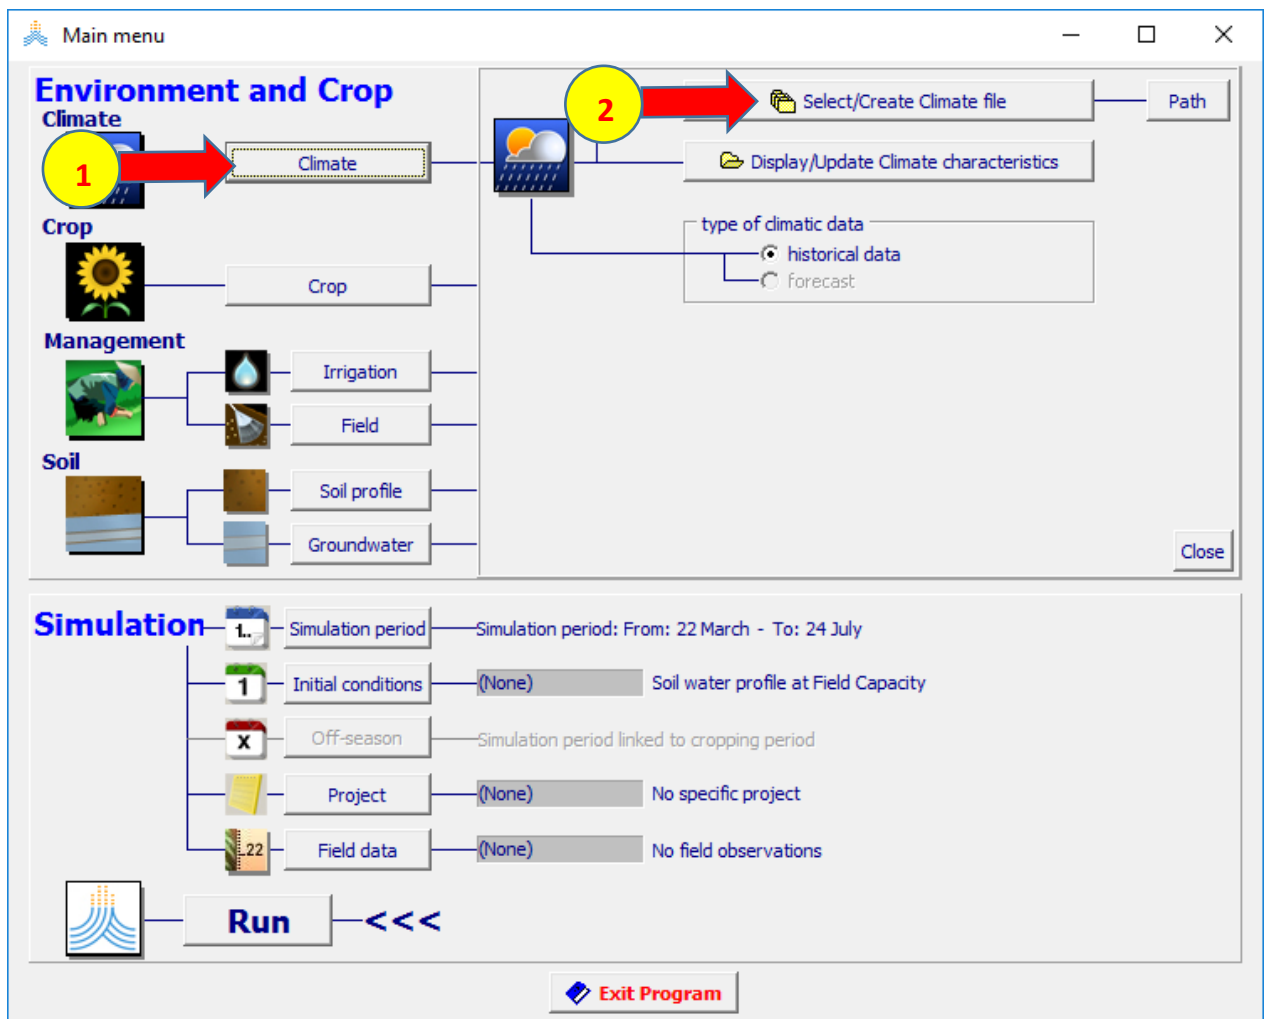 Main menu
Environment and Crop
Climate
1
Climate
2
Select/Create Climate file
Path
Display/Update Climate characteristics
type of climatic data
historical data
forecast
Crop
Crop
Management
Irrigation
Field
Soil
Soil profile
Groundwater
Close
Simulation
1..
Simulation period
Simulation period: From: 22 March - To: 24 July
1
Initial conditions
(None)
Soil water profile at Field Capacity
x
Off-season
Simulation period linked to cropping period
Project
(None)
No specific project
22
Field data
(None)
No field observations
Run
<<<
Exit Program